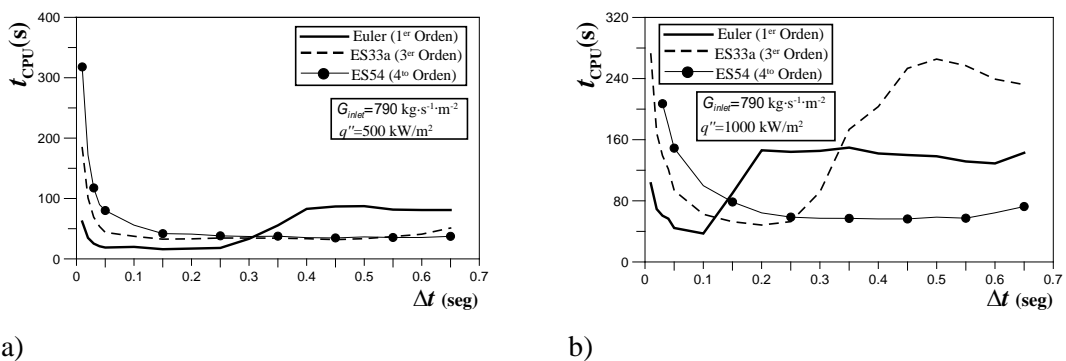 400
300
200
100
0
t CPU(s)
Euler (1er Orden)
ES33a (3er Orden)
ES54 (4to Orden)
Ginlet=790 kg·s-1·m-2
q''=500 kW/m2
0 0.1 0.2 0.3 0.4 0.5 0.6 0.7
Δt (seg)
a)
320
240
160
80
0
t CPU(s)
Euler (1er Orden)
ES33a (3er Orden)
ES54 (4to Orden)
Ginlet=790 kg·s-1·m-2
q''=1000 kW/m2
0 0.1 0.2 0.3 0.4 0.5 0.6 0.7
Δt (seg)
b)